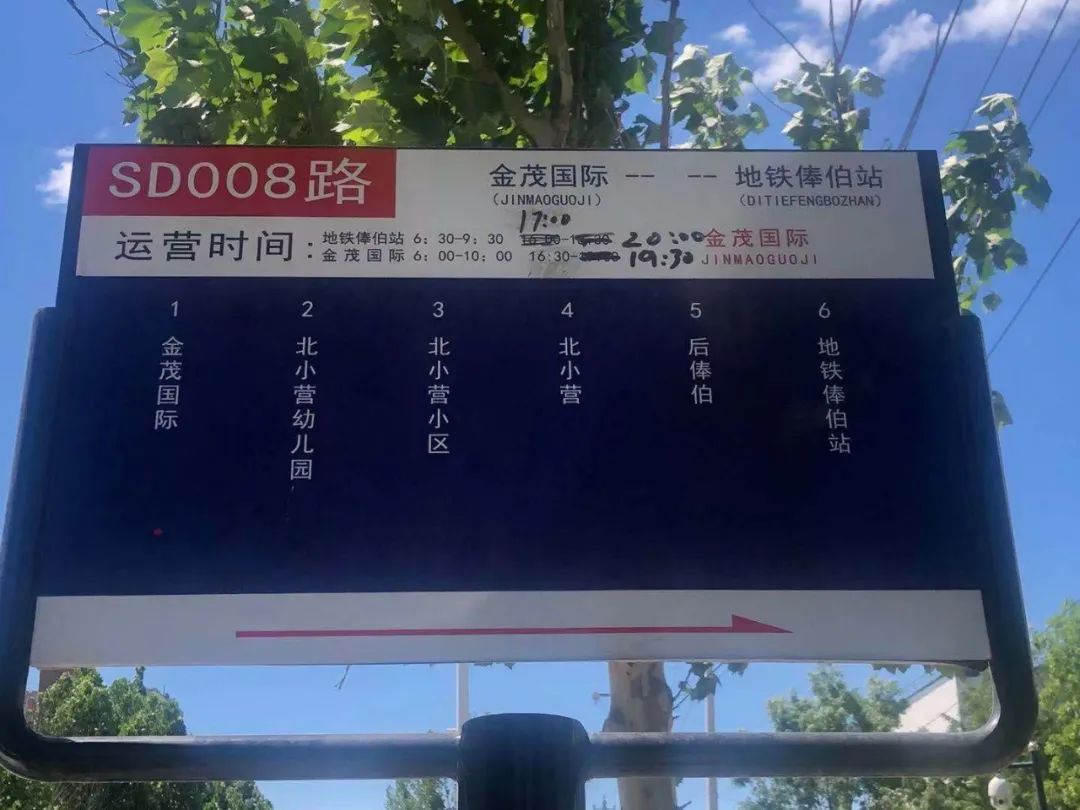 SD008路
金茂国际 -- -- 地铁俸伯站
(JINMAOGUOJI) (DITIEFENGBOZHAN)
17:00
运营时间: 地铁俸伯站 6:30-9:30 20:00 金茂国际
金茂国际 6:00-10:00 16:30- 19:30 JINMAOGUOJI
1 2 3 4 5 6
金茂国际
北小营幼儿园
北小营小区
北小营
后俸伯
地铁俸伯站